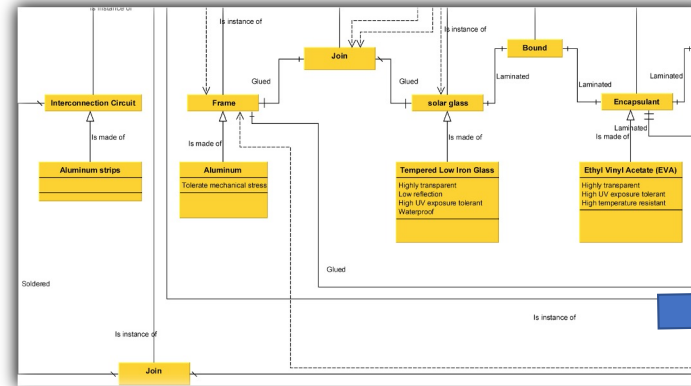 Is instance of
Is instance of
Is instance of
Join
Bound
Glued
Glued
Laminated
Laminated
Laminated
Interconnection Circuit
Frame
solar glass
Encapsulant
Is made of
Is made of
Is made of
Laminated
Is made of
Aluminum strips
Aluminum
Tolerate mechanical stress
Tempered Low Iron Glass
Highly transparent
Low reflection
High UV exposure tolerant
Waterproof
Ethyl Vinyl Acetate (EVA)
Highly transparent
High UV exposure tolerant
High temperature resistant
Glued
Soldered
Is instance of
Is instance of
Join